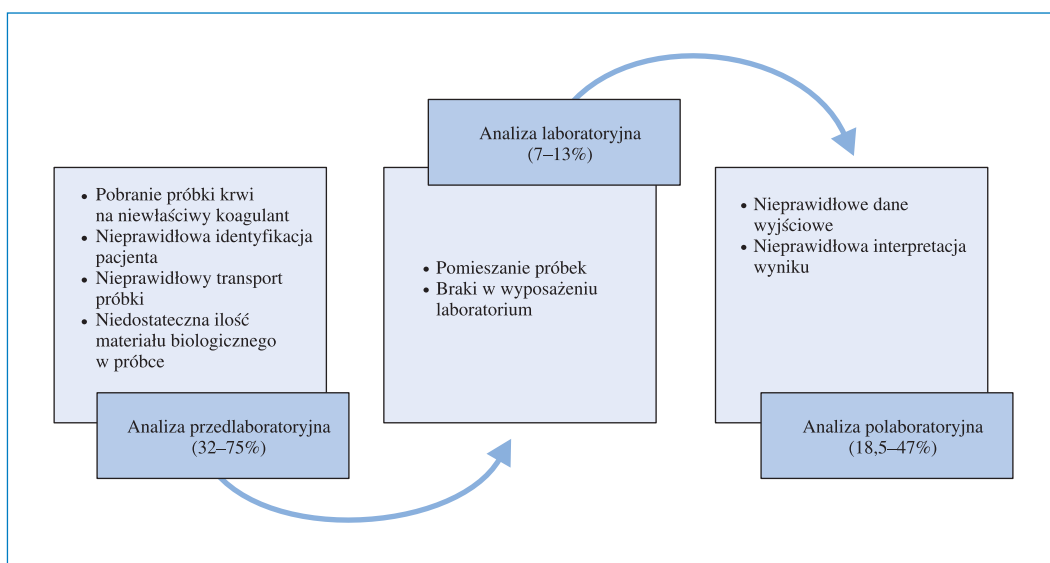 • Pobranie próbki krwi
na niewłaściwy koagulant
• Nieprawidłowa identyfikacja
pacjenta
• Nieprawidłowy transport
próbki
• Niedostateczna ilość
materiału biologicznego
w próbce
Analiza przedlaboratoryjna
(32–75%)
Analiza laboratoryjna
(7–13%)
• Pomieszanie próbek
• Braki w wyposażeniu
laboratorium
• Nieprawidłowe dane
wyjściowe
• Nieprawidłowa interpretacja
wyniku
Analiza polaboratoryjna
(18,5–47%)